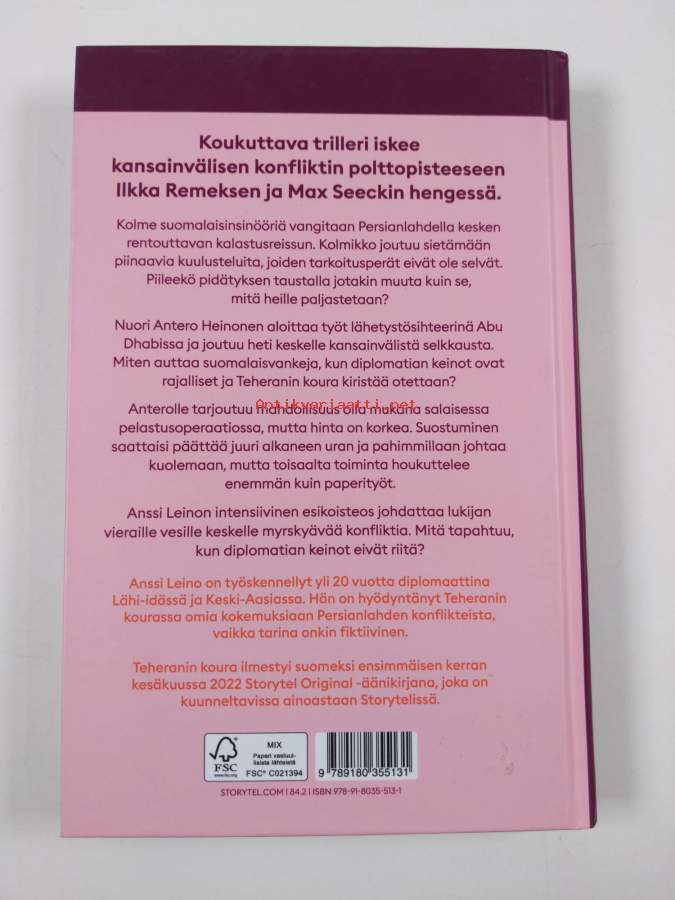 Koukuttava trilleri iskee
kansainvälisen konfliktin polttopisteeseen
Ilkka Remeksen ja Max Seeckin hengessä.
Kolme suomalaisinsinööriä vangitaan Persianlahdella kesken
rentouttavan kalastusreissun. Kolmikko joutuu sietämään
piinaavia kuulusteluita, joiden tarkoitusperät eivät ole selvät.
Piileekö pidätyksen taustalla jotakin muuta kuin se,
mitä heille paljastetaan?
Nuori Antero Heinonen aloittaa työt lähetystösihteerinä Abu
Dhabissa ja joutuu heti keskelle kansainvälistä selkkausta.
Miten auttaa suomalaisvankeja, kun diplomatian keinot ovat
rajalliset ja Teheranin koura kiristää otettaan?
Antikvariaatti.net
Anterolle tarjoutuu mahdollisuus olla mukana salaisessa
pelastusoperaatiossa, mutta hinta on korkea. Suostuminen
saattaisi päättää juuri alkaneen uran ja pahimmillaan johtaa
kuolemaan, mutta toisaalta toiminta houkuttelee
enemmän kuin paperityöt.
Anssi Leinon intensiivinen esikoisteos johdattaa lukijan
vieraille vesille keskelle myrskyävää konfliktia. Mitä tapahtuu,
kun diplomatian keinot eivät riitä?
Anssi Leino on työskennellyt yli 20 vuotta diplomaattina
Lähi-idässä ja Keski-Aasiassa. Hän on hyödyntänyt Teheranin
kourassa omia kokemuksiaan Persianlahden konflikteista,
vaikka tarina onkin fiktiivinen.
Teheranin koura ilmestyi suomeksi ensimmäisen kerran
kesäkuussa 2022 Storytel Original -äänikirjana, joka on
kuunneltavissa ainoastaan Storytelissä.
FSC
www.fsc.org
MIX
Paperi vastuul-
lisista lähteistä
FSC® C021394
9 789180 355131
STORYTEL.COM | 84.2 | ISBN 978-91-8035-513-1